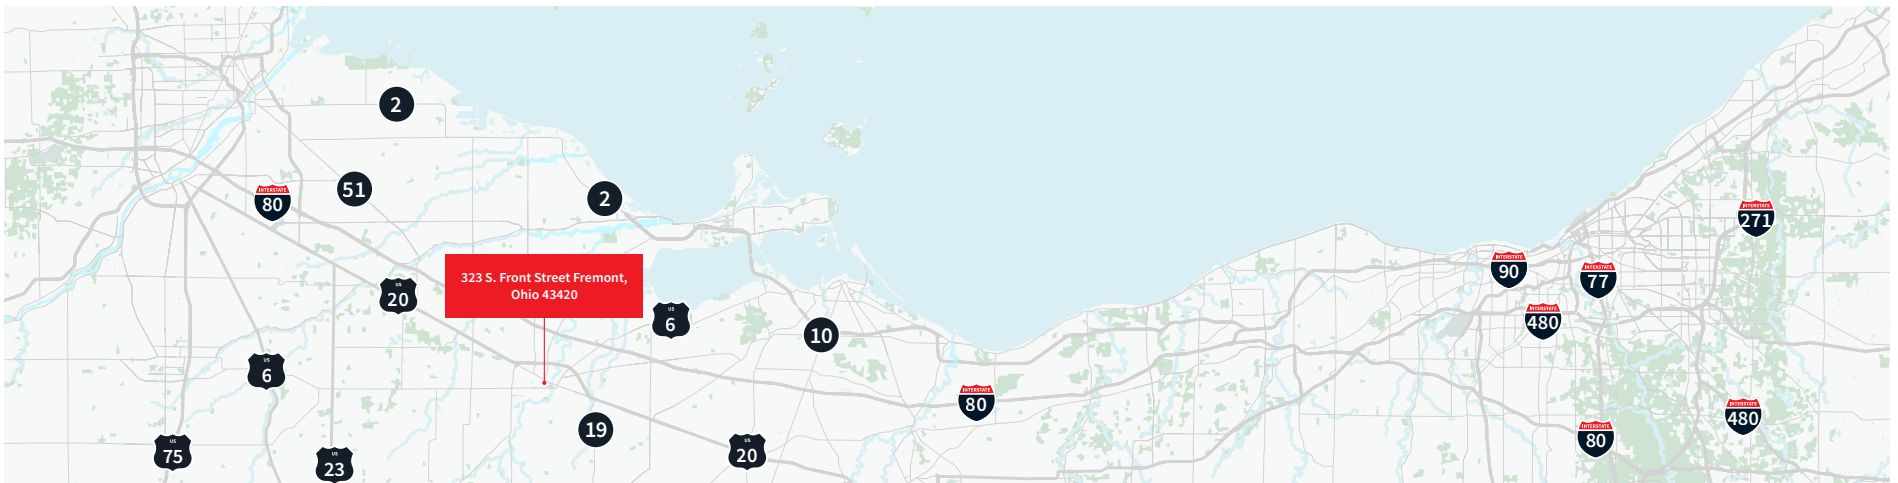 2
51
INTERSTATE
80
2
INTERSTATE
271
323 S. Front Street Fremont,
Ohio 43420
INTERSTATE
90
INTERSTATE
77
US
20
US
6
INTERSTATE
480
10
US
6
INTERSTATE
80
INTERSTATE
480
19
INTERSTATE
80
US
75
US
20
US
23